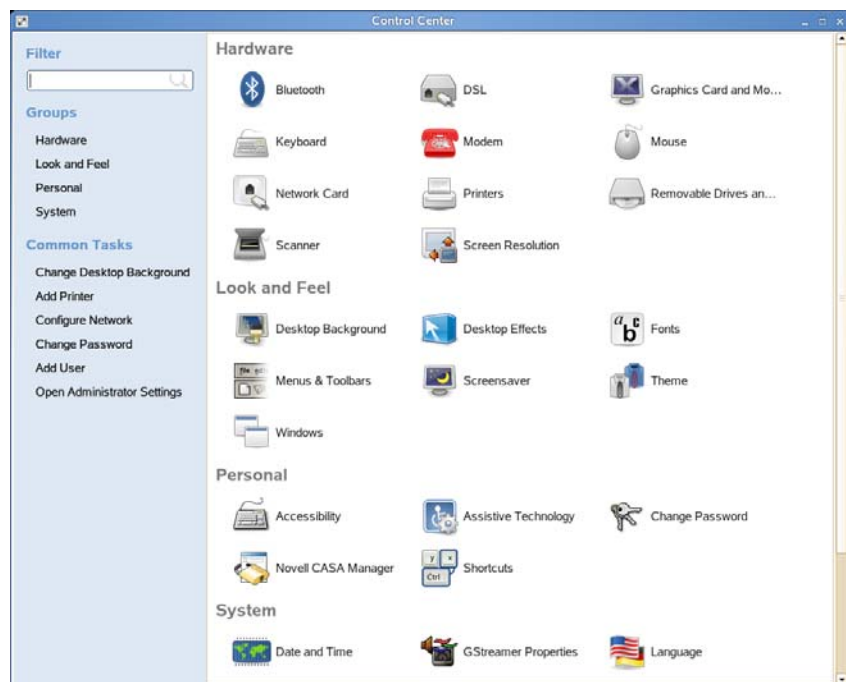 Control Center
Filter
Groups
Hardware
Look and Feel
Personal
System
Common Tasks
Change Desktop Background
Add Printer
Configure Network
Change Password
Add User
Open Administrator Settings
Hardware
Bluetooth
DSL
Graphics Card and Mo...
Keyboard
Modem
Mouse
Network Card
Printers
Removable Drives an...
Scanner
Screen Resolution
Look and Feel
Desktop Background
Desktop Effects
Fonts
Menus & Toolbars
Screensaver
Theme
Windows
Personal
Accessibility
Assistive Technology
Change Password
Novell CASA Manager
Shortcuts
System
Date and Time
GStreamer Properties
Language